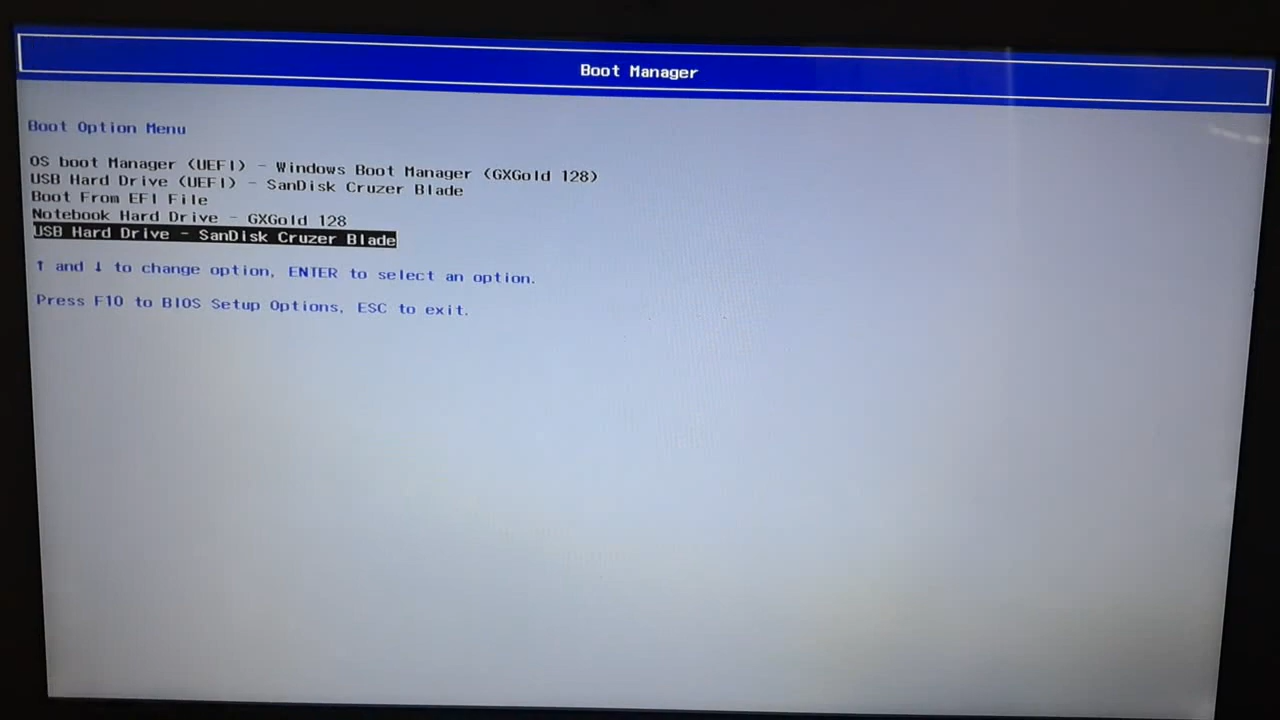 Boot Manager
Boot Option Menu
OS boot Manager (UEFI) - Windows Boot Manager (GXGold 128)
USB Hard Drive (UEFI) - SanDisk Cruzer Blade
Boot From EFI File
Notebook Hard Drive - GXGold 128
USB Hard Drive - SanDisk Cruzer Blade
↑ and ↓ to change option, ENTER to select an option.
Press F10 to BIOS Setup Options, ESC to exit.